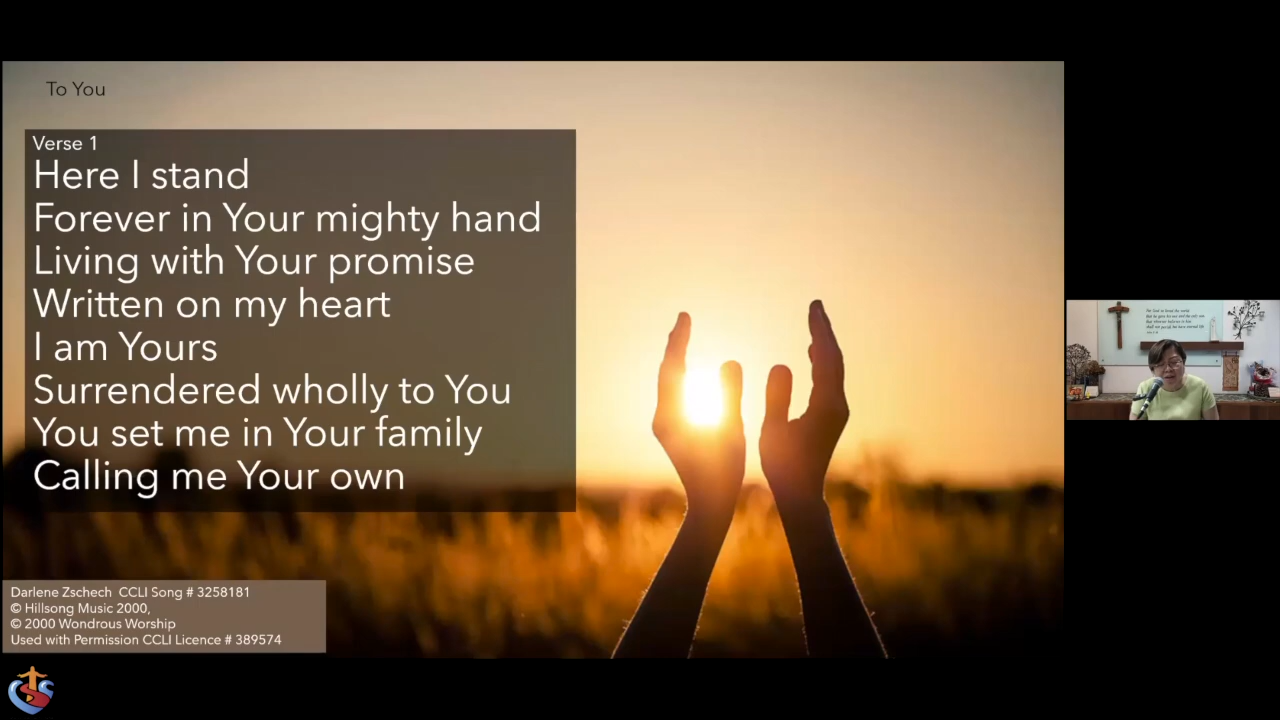 To You
Verse 1
Here I stand
Forever in Your mighty hand
Living with Your promise
Written on my heart
I am Yours
Surrendered wholly to You
You set me in Your family
Calling me Your own
Darlene Zschech  CCLI Song # 3258181
© Hillsong Music 2000,
© 2000 Wondrous Worship
Used with Permission CCLI Licence # 389574